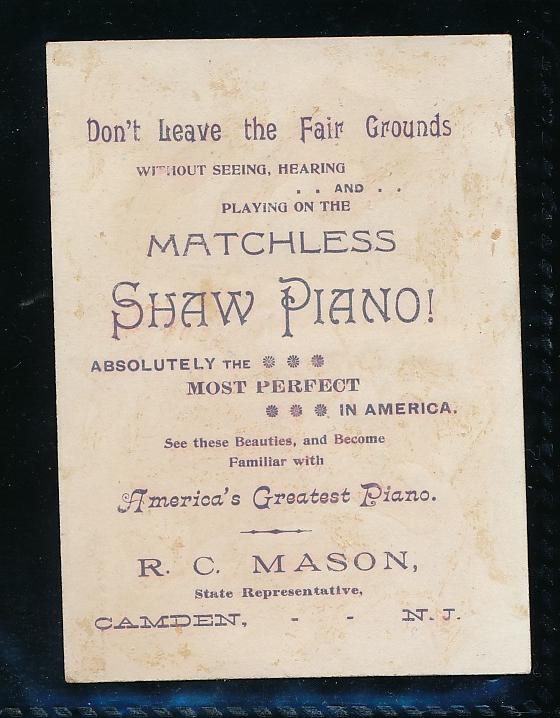 Don't Leave the Fair Grounds
WITHOUT SEEING, HEARING
. . AND . .
PLAYING ON THE
MATCHLESS
SHAW PIANO!
ABSOLUTELY THE
MOST PERFECT
IN AMERICA.
See these Beauties, and Become
Familiar with
America's Greatest Piano.
R. C. MASON,
State Representative,
CAMDEN, - - N. J.